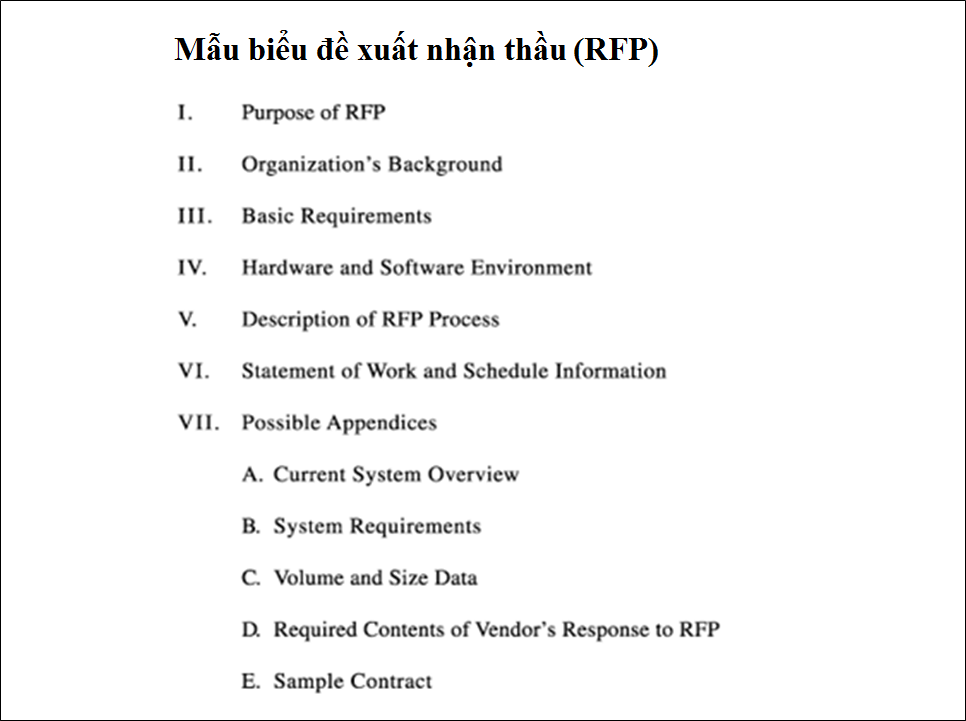 Mẫu biểu đề xuất nhận thầu (RFP)
I. Purpose of RFP
II. Organization's Background
III. Basic Requirements
IV. Hardware and Software Environment
V. Description of RFP Process
VI. Statement of Work and Schedule Information
VII. Possible Appendices
A. Current System Overview
B. System Requirements
C. Volume and Size Data
D. Required Contents of Vendor's Response to RFP
E. Sample Contract